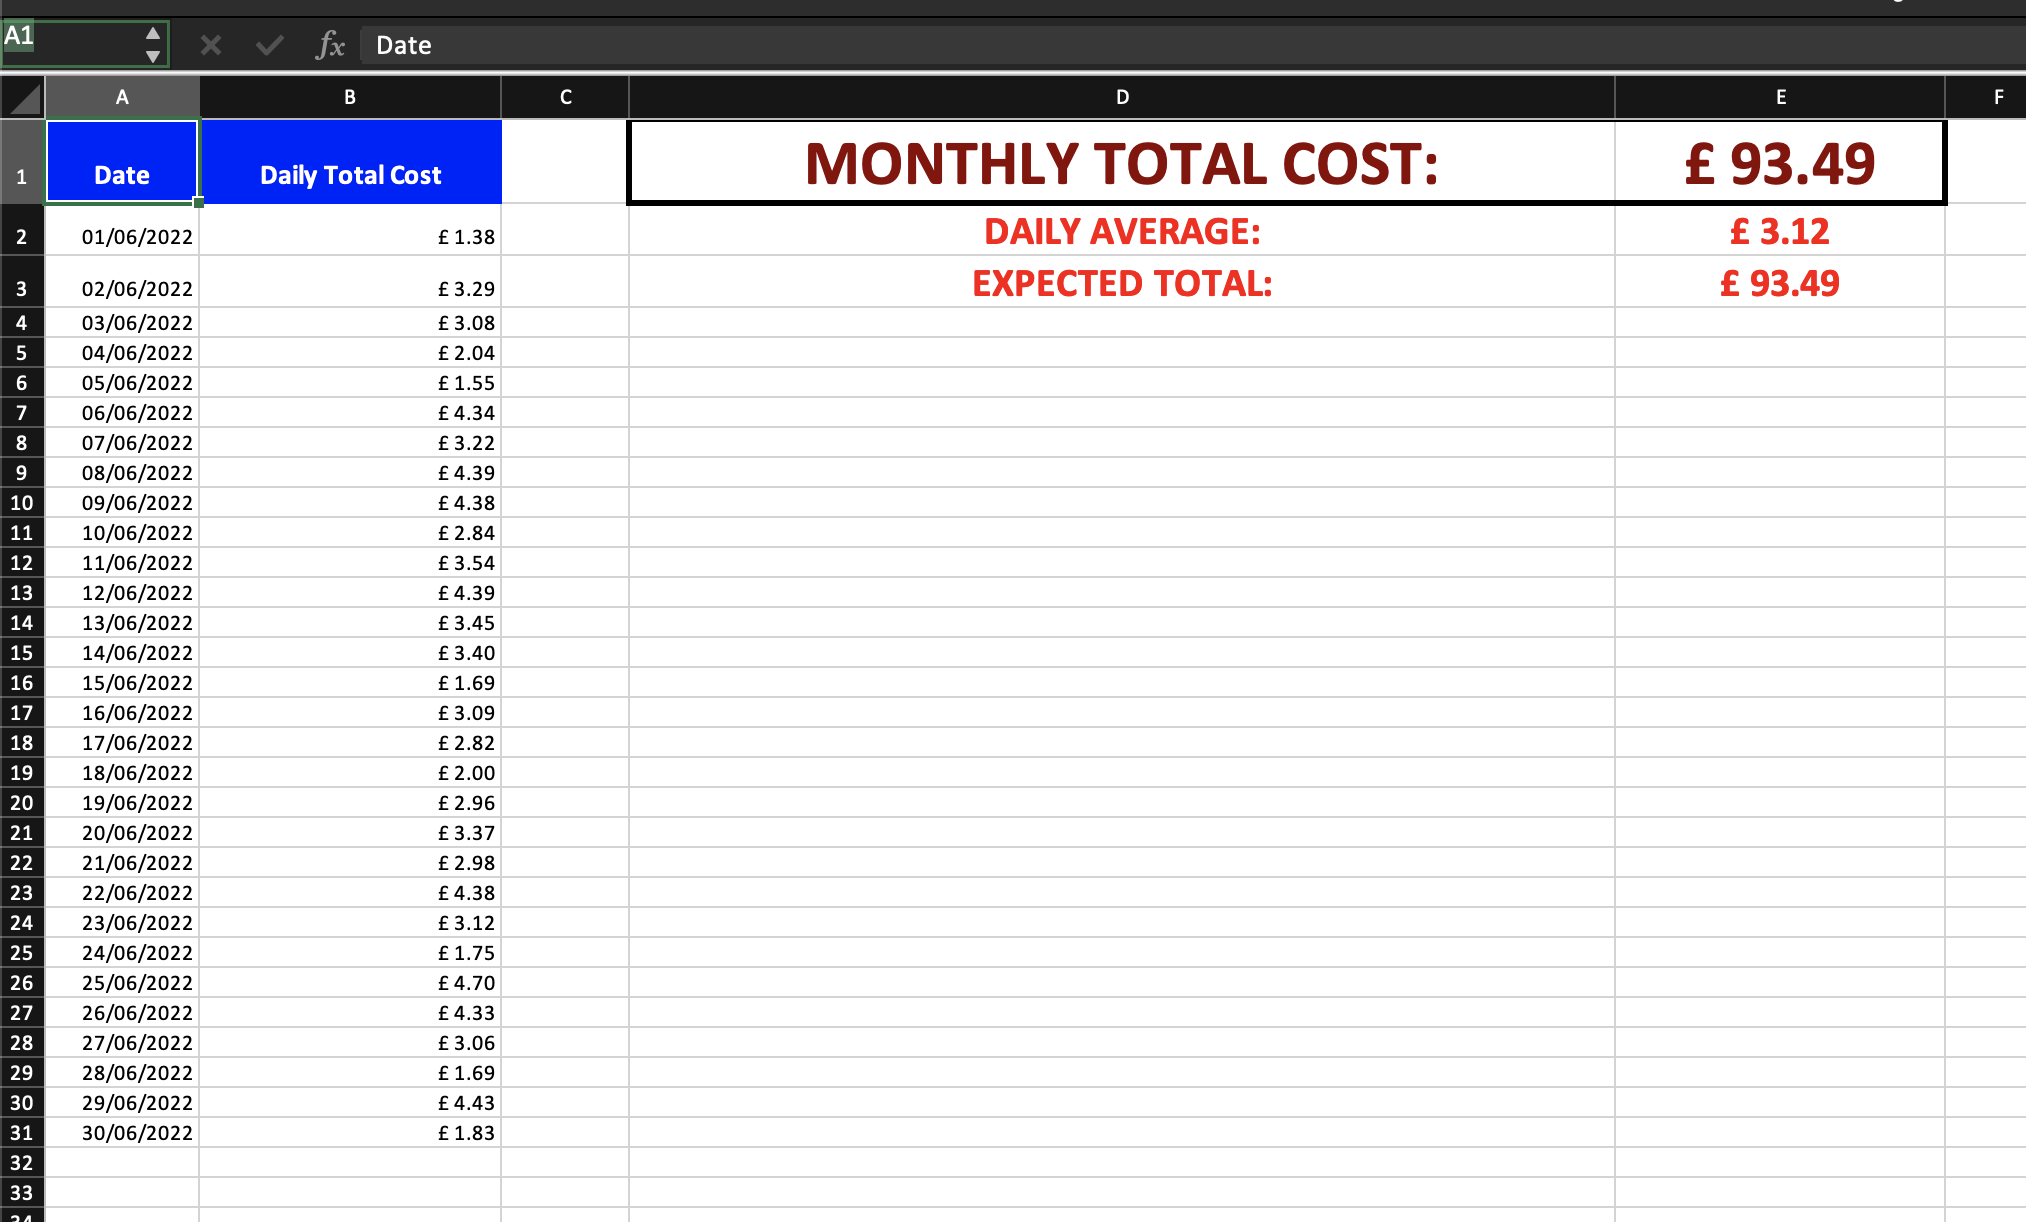 A1 fx Date
A B C D E F
1 Date Daily Total Cost MONTHLY TOTAL COST: £ 93.49
2 01/06/2022 £ 1.38 DAILY AVERAGE: £ 3.12
3 02/06/2022 £ 3.29 EXPECTED TOTAL: £ 93.49
4 03/06/2022 £ 3.08
5 04/06/2022 £ 2.04
6 05/06/2022 £ 1.55
7 06/06/2022 £ 4.34
8 07/06/2022 £ 3.22
9 08/06/2022 £ 4.39
10 09/06/2022 £ 4.38
11 10/06/2022 £ 2.84
12 11/06/2022 £ 3.54
13 12/06/2022 £ 4.39
14 13/06/2022 £ 3.45
15 14/06/2022 £ 3.40
16 15/06/2022 £ 1.69
17 16/06/2022 £ 3.09
18 17/06/2022 £ 2.82
19 18/06/2022 £ 2.00
20 19/06/2022 £ 2.96
21 20/06/2022 £ 3.37
22 21/06/2022 £ 2.98
23 22/06/2022 £ 4.38
24 23/06/2022 £ 3.12
25 24/06/2022 £ 1.75
26 25/06/2022 £ 4.70
27 26/06/2022 £ 4.33
28 27/06/2022 £ 3.06
29 28/06/2022 £ 1.69
30 29/06/2022 £ 4.43
31 30/06/2022 £ 1.83
32
33